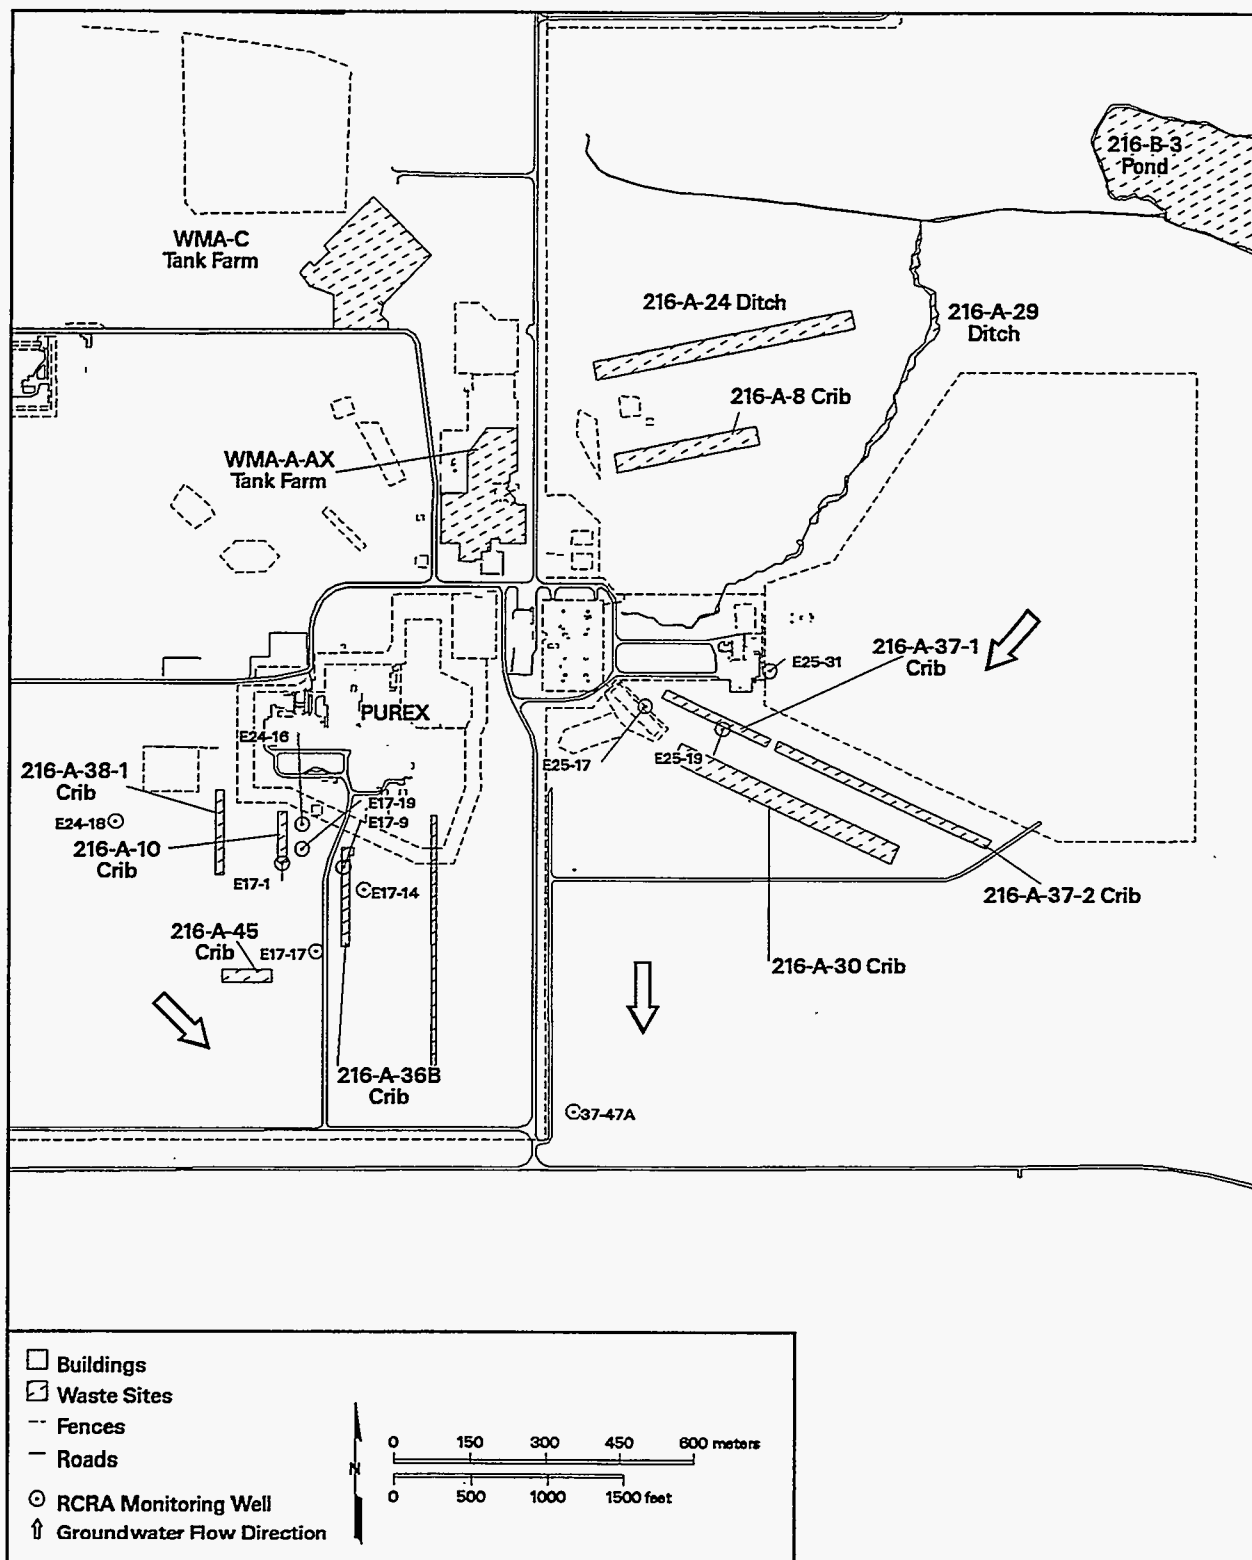 216-B-3
Pond
WMA-C
Tank Farm
216-A-24 Ditch
216-A-29
Ditch
216-A-8 Crib
WMA-A-AX
Tank Farm
216-A-37-1
Crib
E25-31
PUREX
E24-16
E25-17
E25-19
216-A-38-1
Crib
E17-19
E24-18
E17-9
216-A-10
Crib
E17-1
E17-14
216-A-37-2 Crib
216-A-45
Crib
E17-17
216-A-30 Crib
216-A-36B
Crib
37-47A
Buildings
Waste Sites
Fences
Roads
RCRA Monitoring Well
Groundwater Flow Direction
N
0 150 300 450 600 meters
0 500 1000 1500 feet